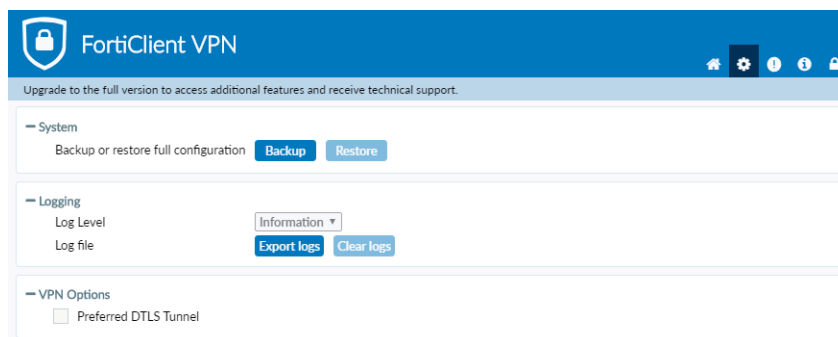 FortiClient VPN
Upgrade to the full version to access additional features and receive technical support.
System
Backup or restore full configuration Backup Restore
Logging
Log Level Information
Log file Export logs Clear logs
VPN Options
Preferred DTLS Tunnel